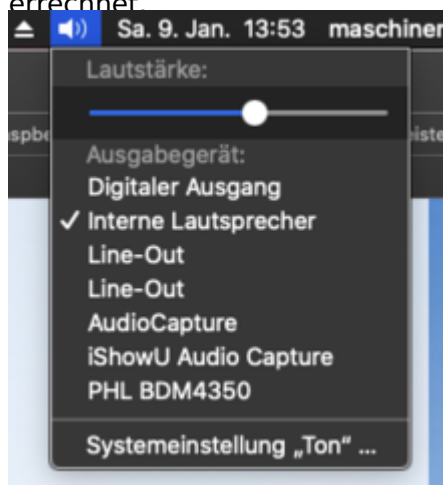 errechnet.
Sa. 9. Jan. 13:53 maschiner
Lautstärke:
Ausgabegerät:
Digitaler Ausgang
✓ Interne Lautsprecher
Line-Out
Line-Out
AudioCapture
iShowU Audio Capture
PHL BDM4350
Systemeinstellung „Ton“ ...